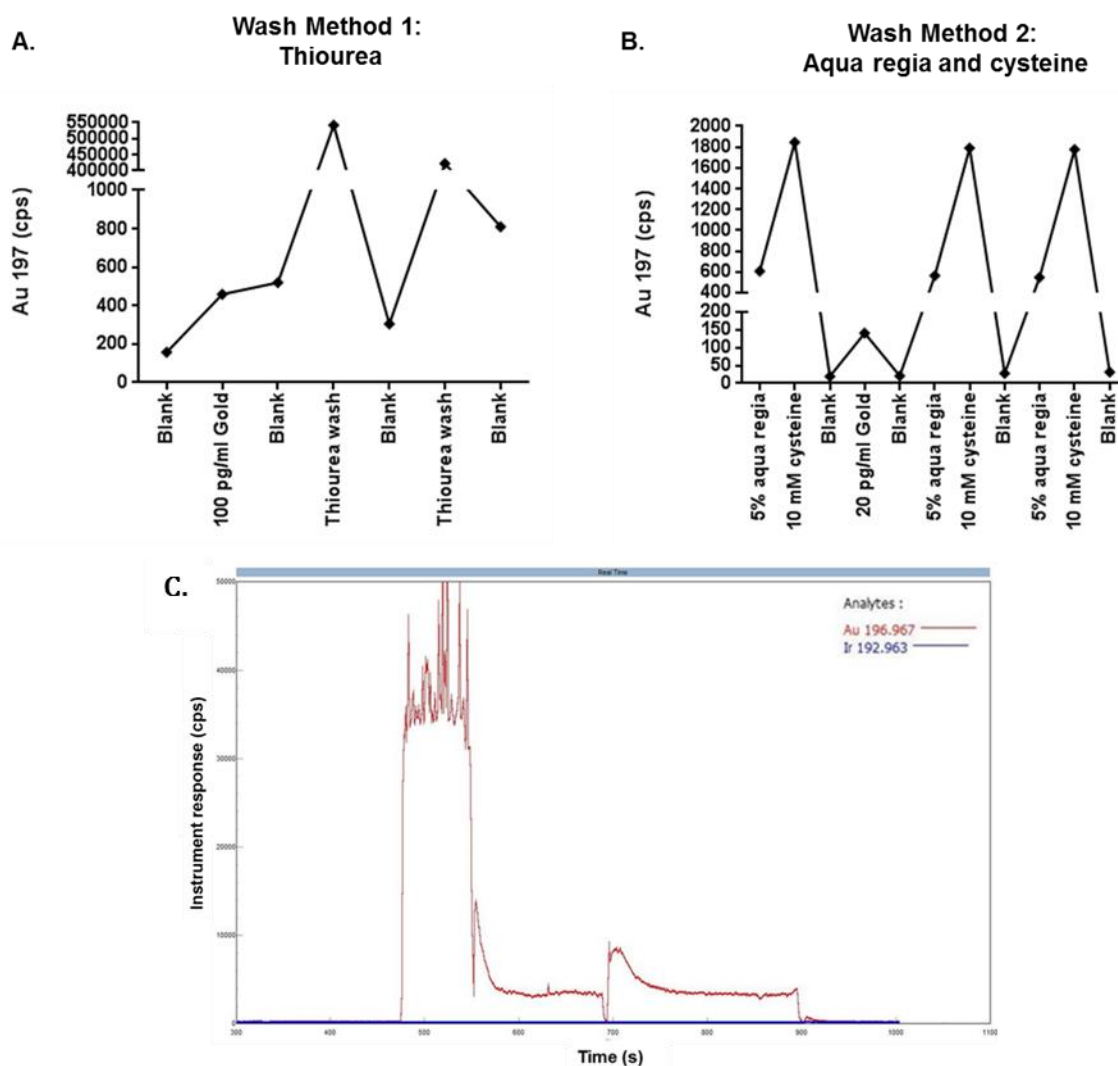 A.
Wash Method 1:
Thiourea
Au 197 (cps)
550000
500000
450000
400000
1000
800
600
400
200
0
Blank
100 pg/ml Gold
Blank
Thiourea wash
Blank
Thiourea wash
Blank
B.
Wash Method 2:
Aqua regia and cysteine
Au 197 (cps)
2000
1800
1600
1400
1200
1000
800
600
400
200
150
100
50
0
5% aqua regia
10 mM cysteine
Blank
20 pg/ml Gold
Blank
5% aqua regia
10 mM cysteine
Blank
5% aqua regia
10 mM cysteine
Blank
C.
Real Time
Analytes :
Au 196.967
Ir 192.963
Instrument response (cps)
50000
40000
30000
20000
10000
0
300
400
500
600
700
800
900
1000
1100
Time (s)